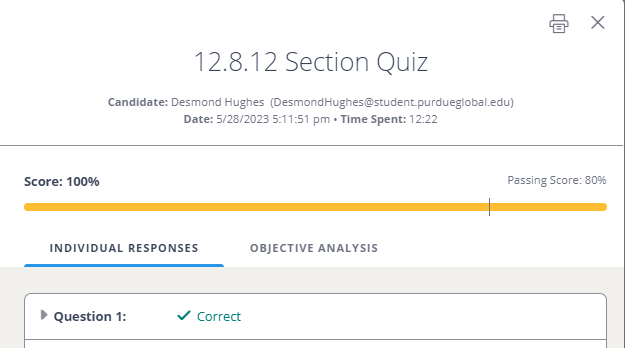 12.8.12 Section Quiz
Candidate: Desmond Hughes (DesmondHughes@student.purdueglobal.edu)
Date: 5/28/2023 5:11:51 pm • Time Spent: 12:22
Score: 100% Passing Score: 80%
INDIVIDUAL RESPONSES OBJECTIVE ANALYSIS
Question 1: Correct